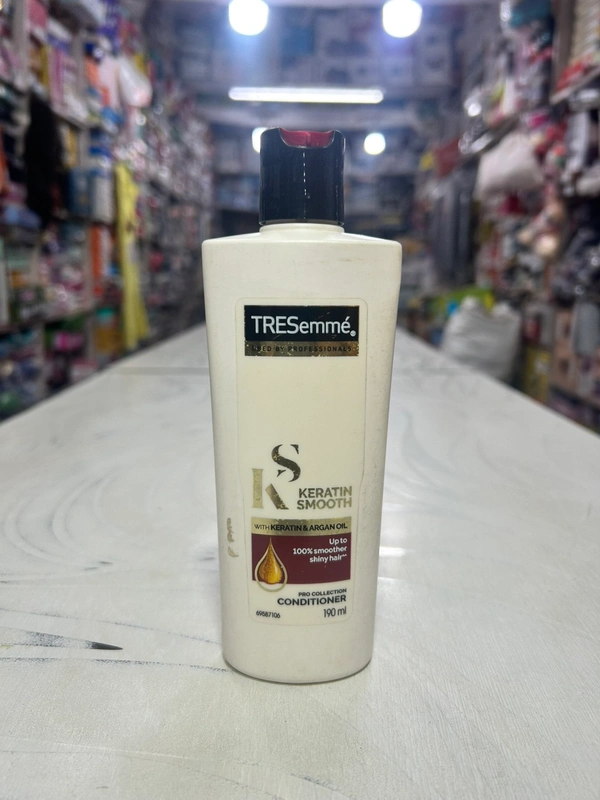 TRESemmé®
USED BY PROFESSIONALS
KS
KERATIN
SMOOTH
WITH KERATIN & ARGAN OIL
Up to
100% smoother
shiny hair**
PRO COLLECTION
CONDITIONER
69587106 190 ml